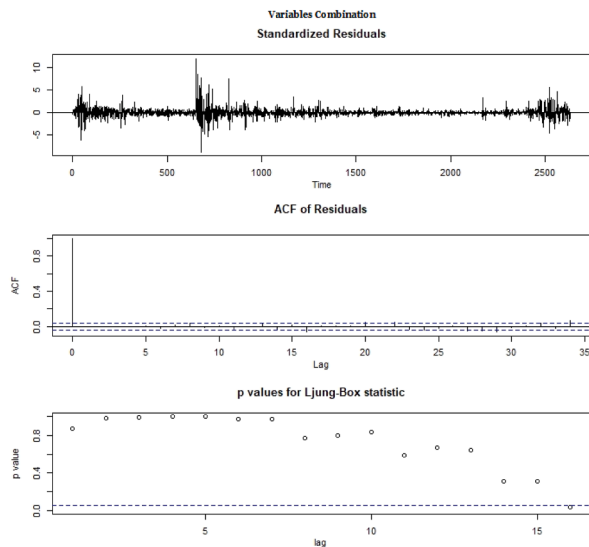 Variables Combination
Standardized Residuals
10
5
0
-5
0 500 1000 1500 2000 2500
Time
ACF of Residuals
ACF
0.8
0.4
0.0
0 5 10 15 20 25 30 35
Lag
p values for Ljung-Box statistic
p value
0.8
0.4
0.0
5 10 15
lag